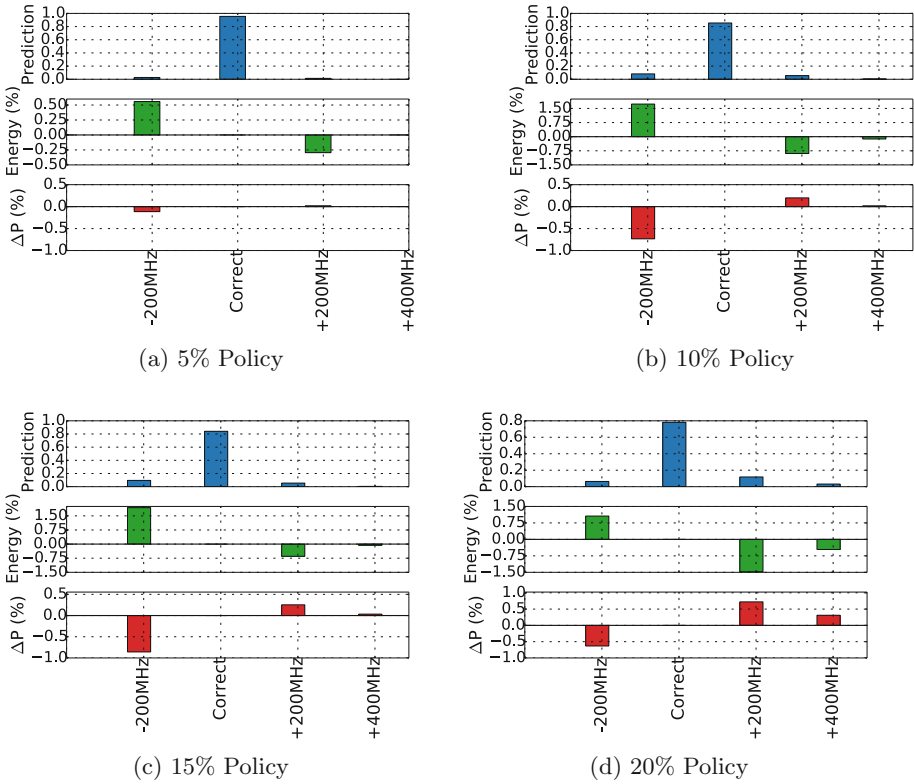 Prediction
1.0
0.8
0.6
0.4
0.2
0.0
Energy (%)
0.50
0.25
0.00
−0.25
−0.50
ΔP (%)
0.5
0.0
−0.5
−1.0
-200MHz
Correct
+200MHz
+400MHz
(a) 5% Policy
Prediction
1.0
0.8
0.6
0.4
0.2
0.0
Energy (%)
1.50
0.75
0.00
−0.75
−1.50
ΔP (%)
0.5
0.0
−0.5
−1.0
-200MHz
Correct
+200MHz
+400MHz
(b) 10% Policy
Prediction
1.0
0.8
0.6
0.4
0.2
0.0
Energy (%)
1.50
0.75
0.00
−0.75
−1.50
ΔP (%)
0.5
0.0
−0.5
−1.0
-200MHz
Correct
+200MHz
+400MHz
(c) 15% Policy
Prediction
0.8
0.6
0.4
0.2
0.0
Energy (%)
1.50
0.75
0.00
−0.75
−1.50
ΔP (%)
1.0
0.5
0.0
−0.5
−1.0
-200MHz
Correct
+200MHz
+400MHz
(d) 20% Policy